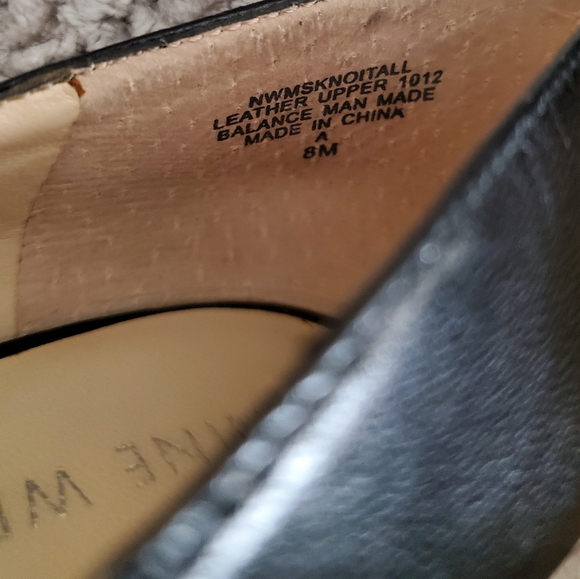 NWMSKNOITALL
LEATHER UPPER 1012
BALANCE MAN MADE
MADE IN CHINA
A
8M